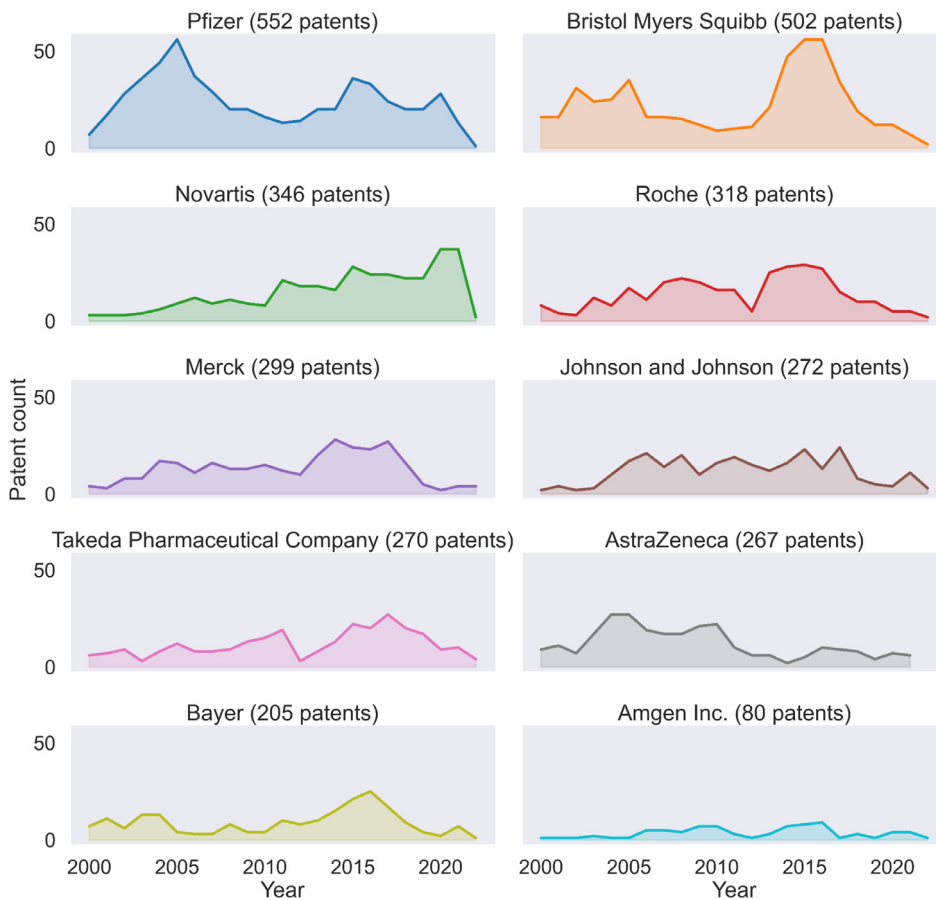 Pfizer (552 patents)
Bristol Myers Squibb (502 patents)
50
0
Novartis (346 patents)
Roche (318 patents)
50
0
Merck (299 patents)
Johnson and Johnson (272 patents)
50
0
Patent count
Takeda Pharmaceutical Company (270 patents)
AstraZeneca (267 patents)
50
0
Bayer (205 patents)
Amgen Inc. (80 patents)
50
0
2000 2005 2010 2015 2020
2000 2005 2010 2015 2020
Year
Year